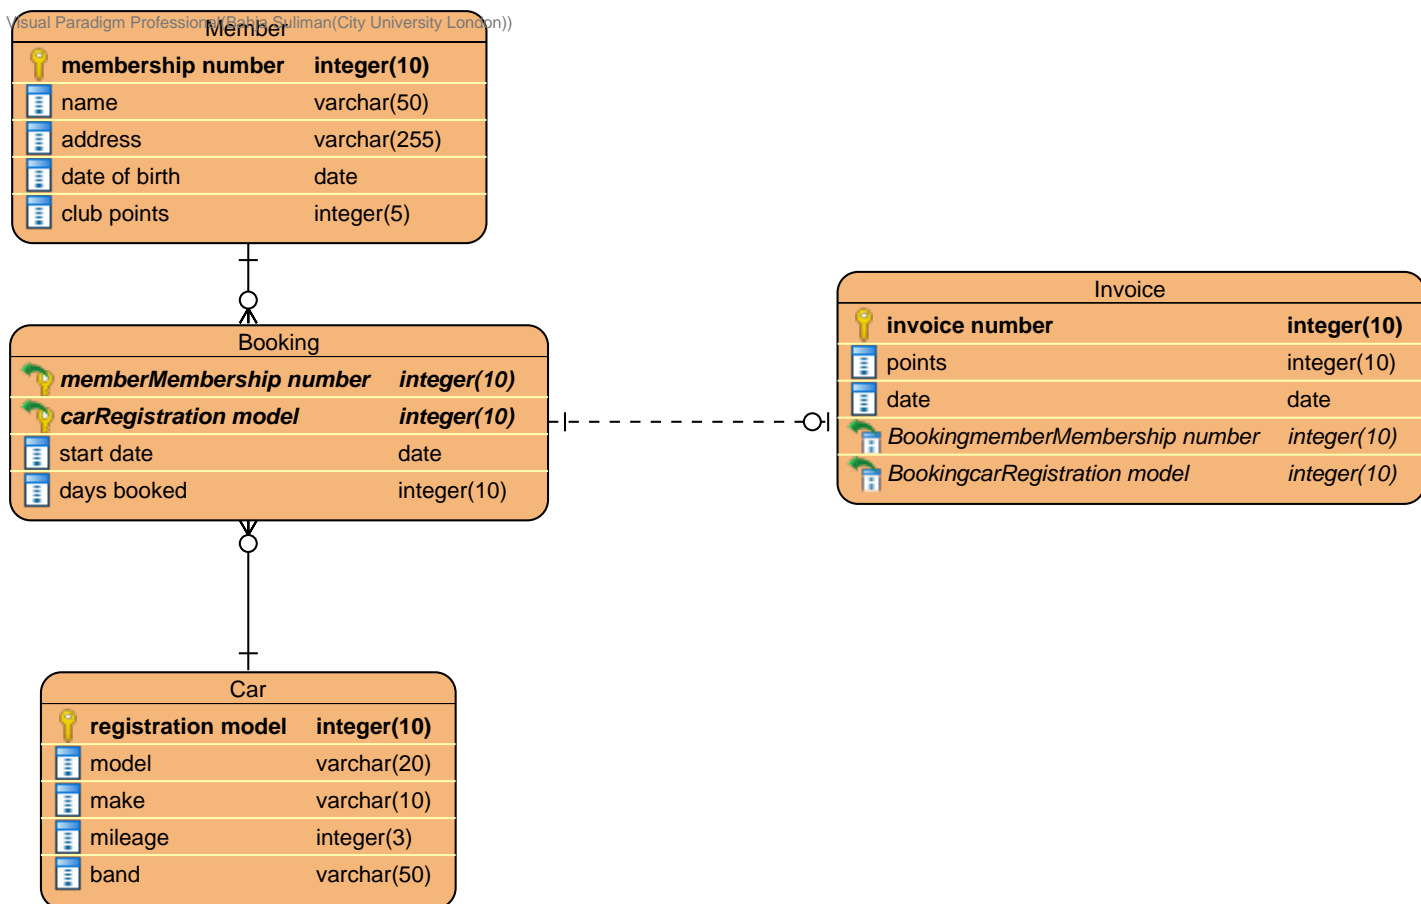 Visual Paradigm Professional(Bahja Suliman(City University London))
Member
membership number integer(10)
name varchar(50)
address varchar(255)
date of birth date
club points integer(5)
Booking
memberMembership number integer(10)
carRegistration model integer(10)
start date date
days booked integer(10)
Invoice
invoice number integer(10)
points integer(10)
date date
BookingmemberMembership number integer(10)
BookingcarRegistration model integer(10)
Car
registration model integer(10)
model varchar(20)
make varchar(10)
mileage integer(3)
band varchar(50)